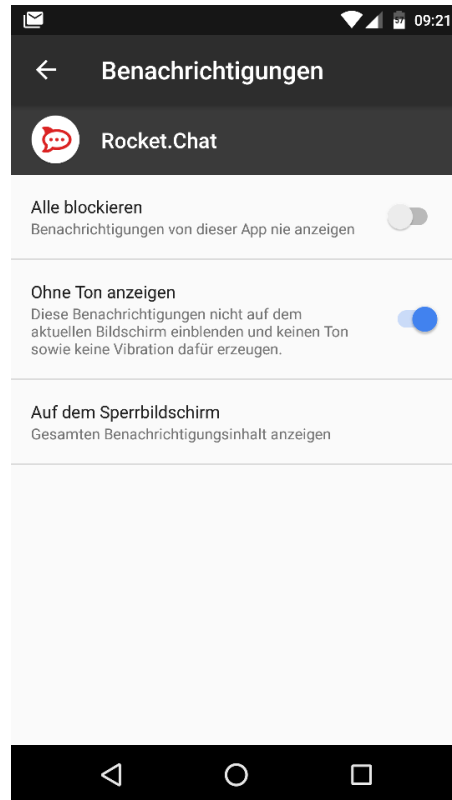 57 09:21
Benachrichtigungen
Rocket.Chat
Alle blockieren
Benachrichtigungen von dieser App nie anzeigen
Ohne Ton anzeigen
Diese Benachrichtigungen nicht auf dem
aktuellen Bildschirm einblenden und keinen Ton
sowie keine Vibration dafür erzeugen.
Auf dem Sperrbildschirm
Gesamten Benachrichtigungsinhalt anzeigen